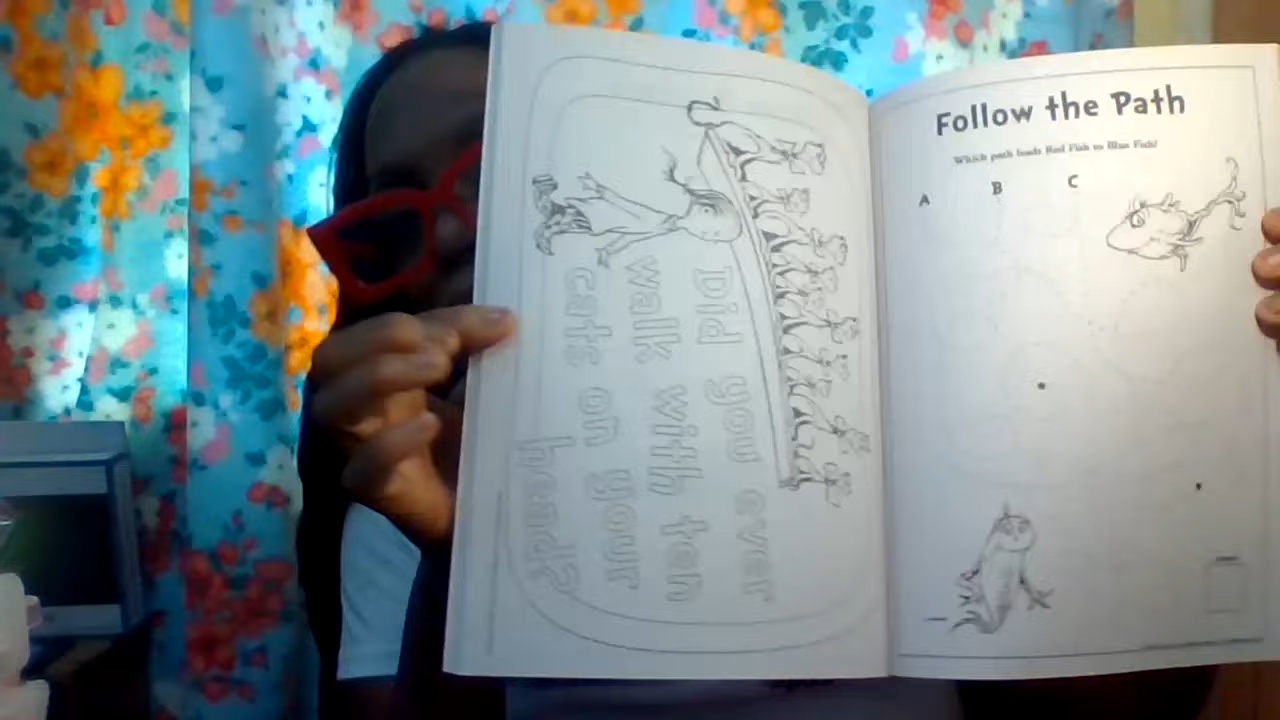 Did you ever
walk with ten
cats on your
head?
Follow the Path
Which path leads Red Fish to Blue Fish?
A
B
C